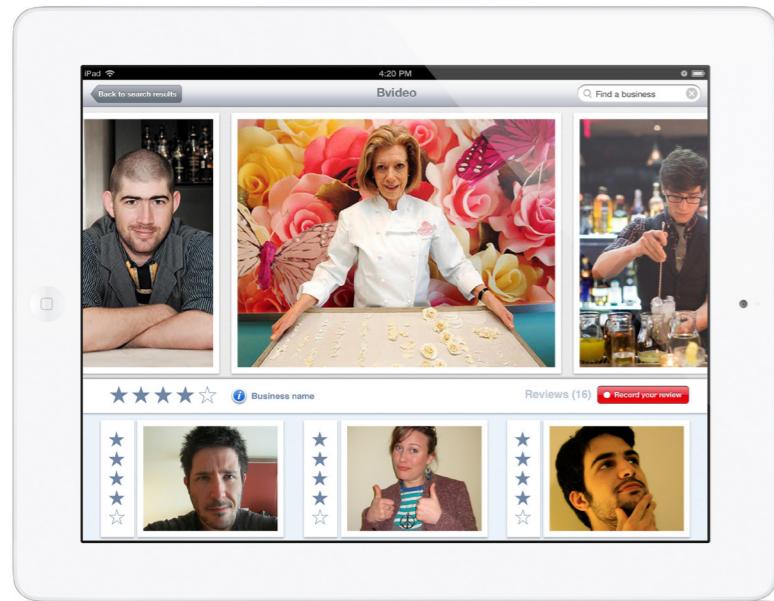 iPad
4:20 PM
Back to search results
Bvideo
Find a business
Business name
Reviews (16)
Record your review